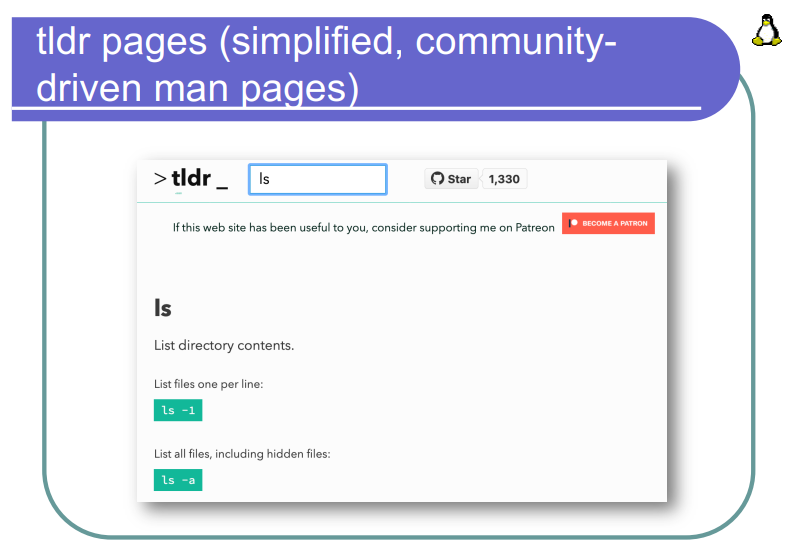 tldr pages (simplified, community-
driven man pages)
> tldr _
ls
Star
1,330
If this web site has been useful to you, consider supporting me on Patreon
BECOME A PATRON
ls
List directory contents.
List files one per line:
ls -1
List all files, including hidden files:
ls -a